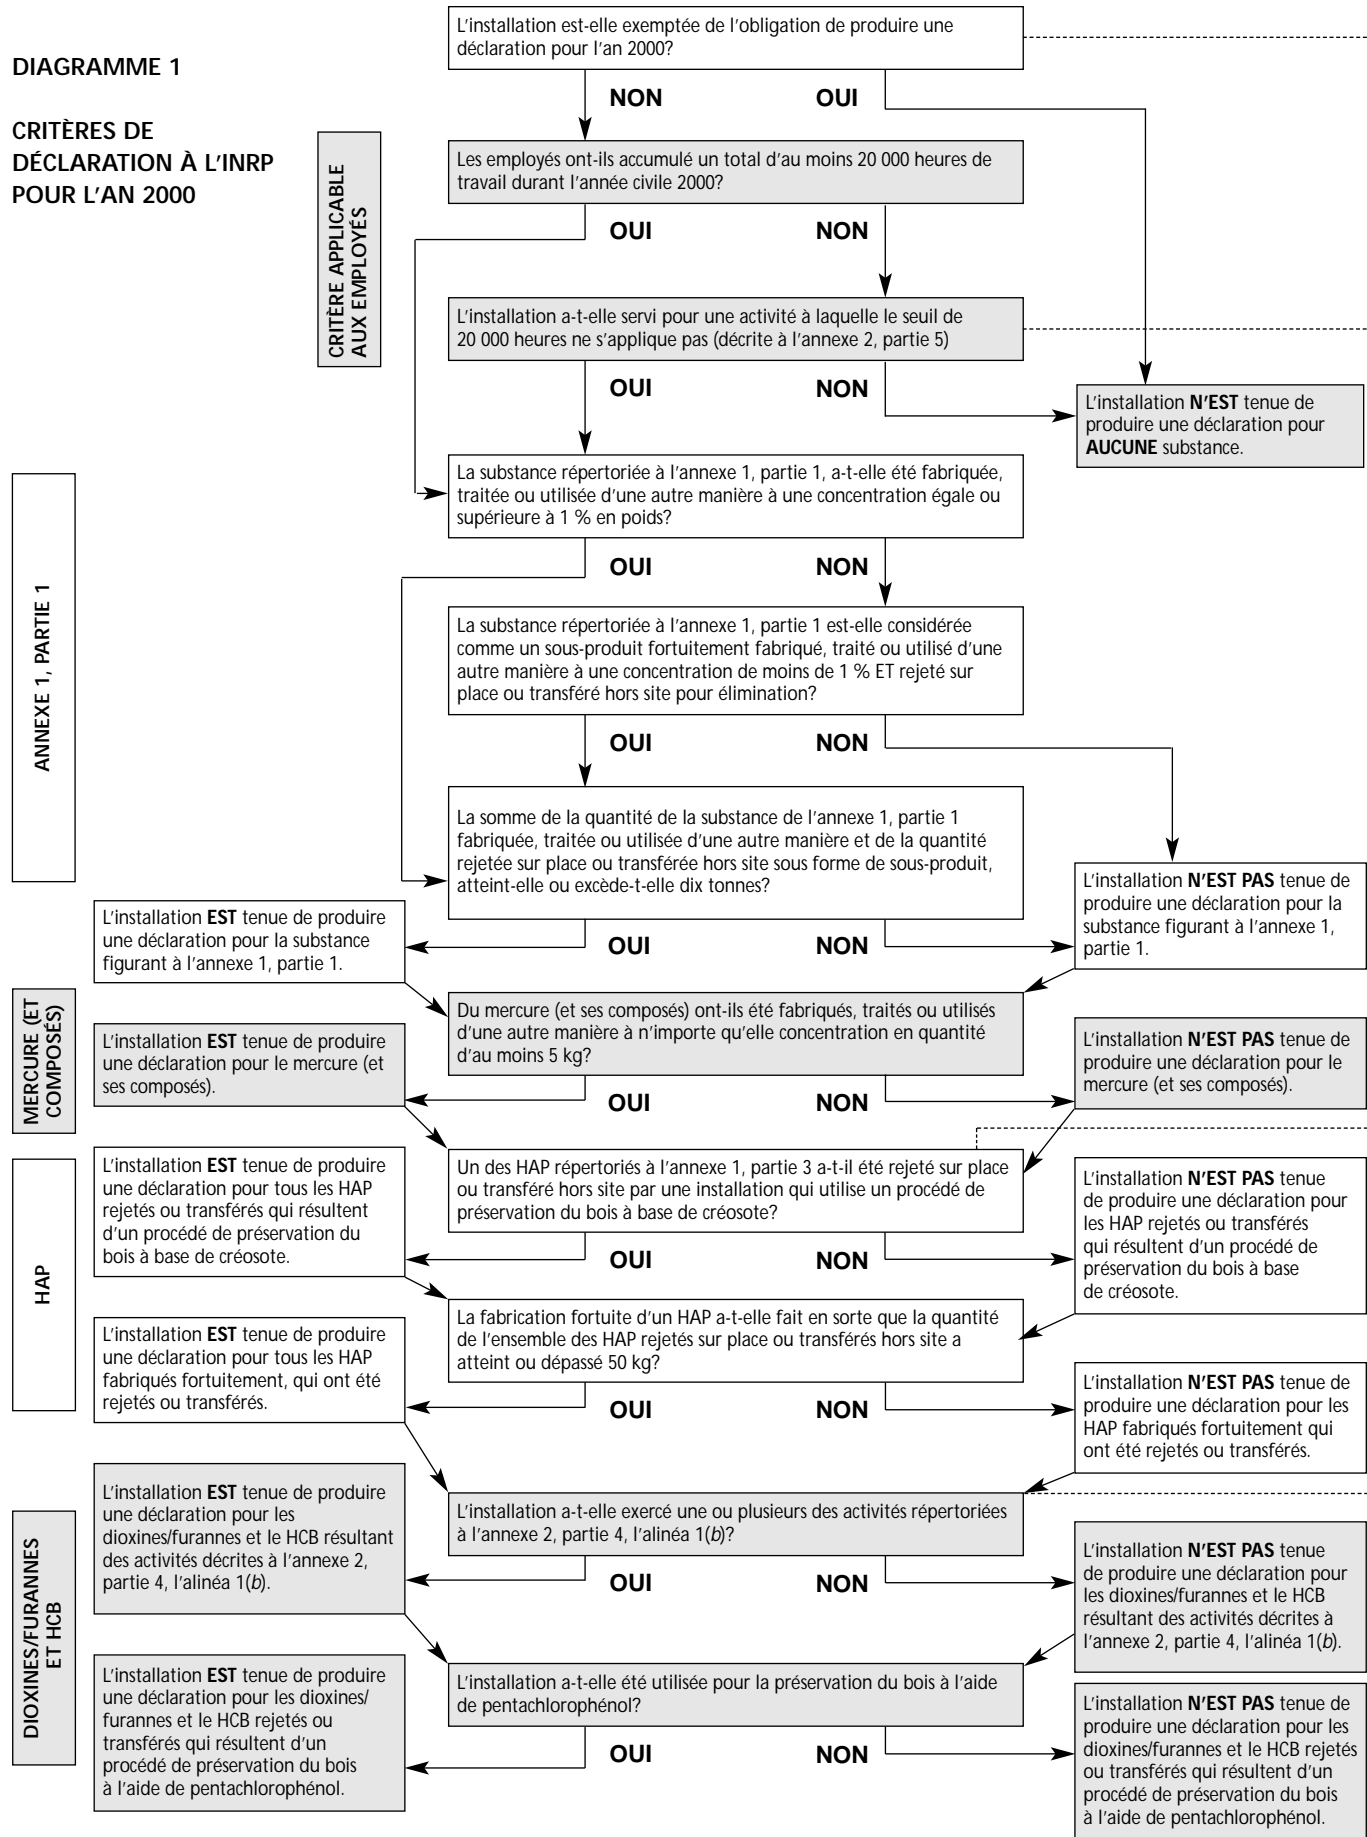 DIAGRAMME 1
CRITÈRES DE
DÉCLARATION À L'INRP
POUR L'AN 2000
L'installation est-elle exemptée de l'obligation de produire une
déclaration pour l'an 2000?
NON OUI
CRITÈRE APPLICABLE
AUX EMPLOYÉS
Les employés ont-ils accumulé un total d'au moins 20 000 heures de
travail durant l'année civile 2000?
OUI NON
L'installation a-t-elle servi pour une activité à laquelle le seuil de
20 000 heures ne s'applique pas (décrite à l'annexe 2, partie 5)
OUI NON
L'installation N'EST tenue de
produire une déclaration pour
AUCUNE substance.
ANNEXE 1, PARTIE 1
La substance répertoriée à l'annexe 1, partie 1, a-t-elle été fabriquée,
traitée ou utilisée d'une autre manière à une concentration égale ou
supérieure à 1 % en poids?
OUI NON
La substance répertoriée à l'annexe 1, partie 1 est-elle considérée
comme un sous-produit fortuitement fabriqué, traité ou utilisé d'une
autre manière à une concentration de moins de 1 % ET rejeté sur
place ou transféré hors site pour élimination?
OUI NON
La somme de la quantité de la substance de l'annexe 1, partie 1
fabriquée, traitée ou utilisée d'une autre manière et de la quantité
rejetée sur place ou transférée hors site sous forme de sous-produit,
atteint-elle ou excède-t-elle dix tonnes?
OUI NON
L'installation EST tenue de produire
une déclaration pour la substance
figurant à l'annexe 1, partie 1.
L'installation N'EST PAS tenue de
produire une déclaration pour la
substance figurant à l'annexe 1,
partie 1.
MERCURE (ET
COMPOSÉS)
Du mercure (et ses composés) ont-ils été fabriqués, traités ou utilisés
d'une autre manière à n'importe qu'elle concentration en quantité
d'au moins 5 kg?
OUI NON
L'installation EST tenue de produire
une déclaration pour le mercure (et
ses composés).
L'installation N'EST PAS tenue de
produire une déclaration pour le
mercure (et ses composés).
HAP
Un des HAP répertoriés à l'annexe 1, partie 3 a-t-il été rejeté sur place
ou transféré hors site par une installation qui utilise un procédé de
préservation du bois à base de créosote?
OUI NON
L'installation EST tenue de produire
une déclaration pour tous les HAP
rejetés ou transférés qui résultent
d'un procédé de préservation du
bois à base de créosote.
L'installation N'EST PAS tenue
de produire une déclaration pour
les HAP rejetés ou transférés
qui résultent d'un procédé de
préservation du bois à base
de créosote.
La fabrication fortuite d'un HAP a-t-elle fait en sorte que la quantité
de l'ensemble des HAP rejetés sur place ou transférés hors site a
atteint ou dépassé 50 kg?
OUI NON
L'installation EST tenue de produire
une déclaration pour tous les HAP
fabriqués fortuitement, qui ont été
rejetés ou transférés.
L'installation N'EST PAS tenue de
produire une déclaration pour les
HAP fabriqués fortuitement qui
ont été rejetés ou transférés.
DIOXINES/FURANNES
ET HCB
L'installation a-t-elle exercé une ou plusieurs des activités répertoriées
à l'annexe 2, partie 4, l'alinéa 1(b)?
OUI NON
L'installation EST tenue de produire
une déclaration pour les
dioxines/furannes et le HCB résultant
des activités décrites à l'annexe 2,
partie 4, l'alinéa 1(b).
L'installation N'EST PAS tenue
de produire une déclaration pour
les dioxines/furannes et le HCB
résultant des activités décrites à
l'annexe 2, partie 4, l'alinéa 1(b).
L'installation a-t-elle été utilisée pour la préservation du bois à l'aide
de pentachlorophénol?
OUI NON
L'installation EST tenue de produire
une déclaration pour les dioxines/
furannes et le HCB rejetés ou
transférés qui résultent d'un
procédé de préservation du bois
à l'aide de pentachlorophénol.
L'installation N'EST PAS tenue de
produire une déclaration pour les
dioxines/furannes et le HCB rejetés
ou transférés qui résultent d'un
procédé de préservation du bois
à l'aide de pentachlorophénol.